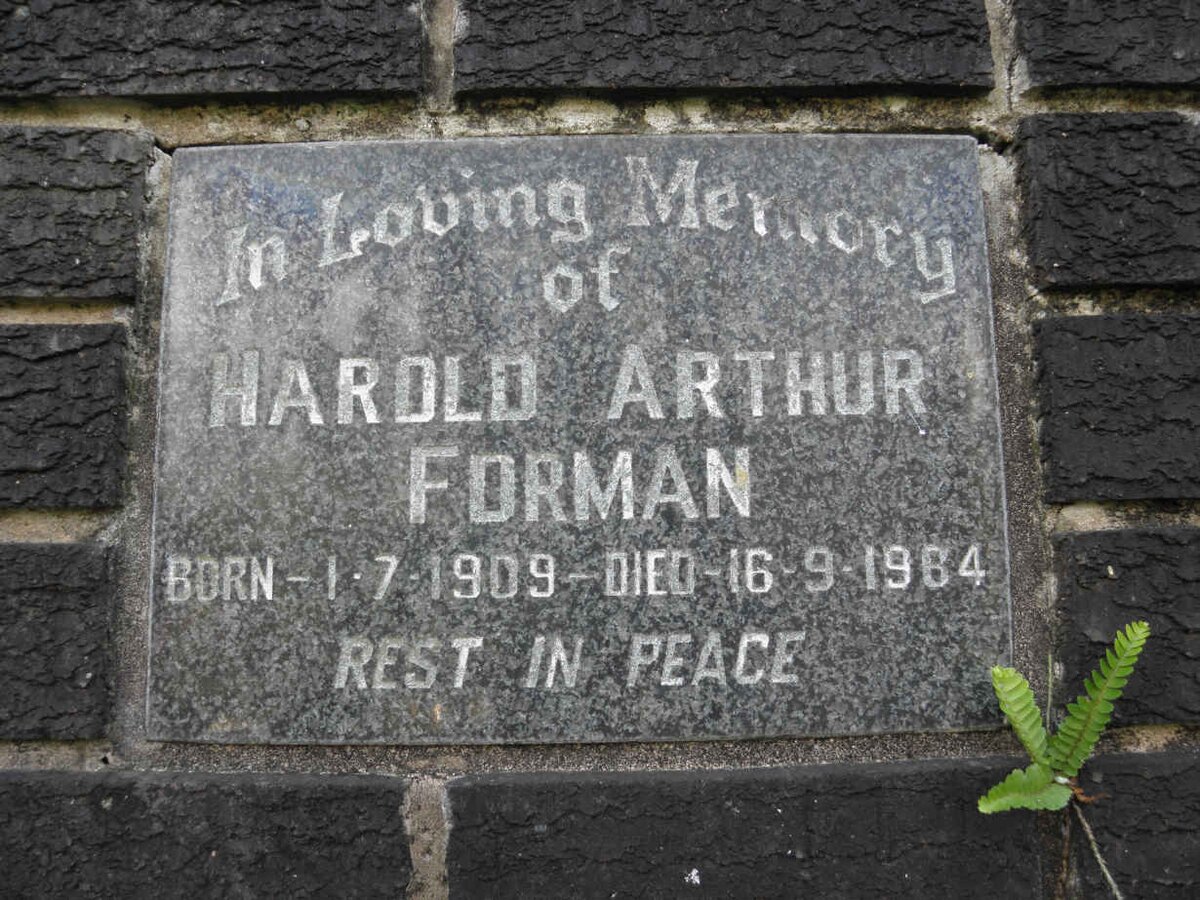 In Loving Memory
of
HAROLD ARTHUR
FORMAN
BORN - 1·7·1909 - DIED - 16·9·1984
REST IN PEACE